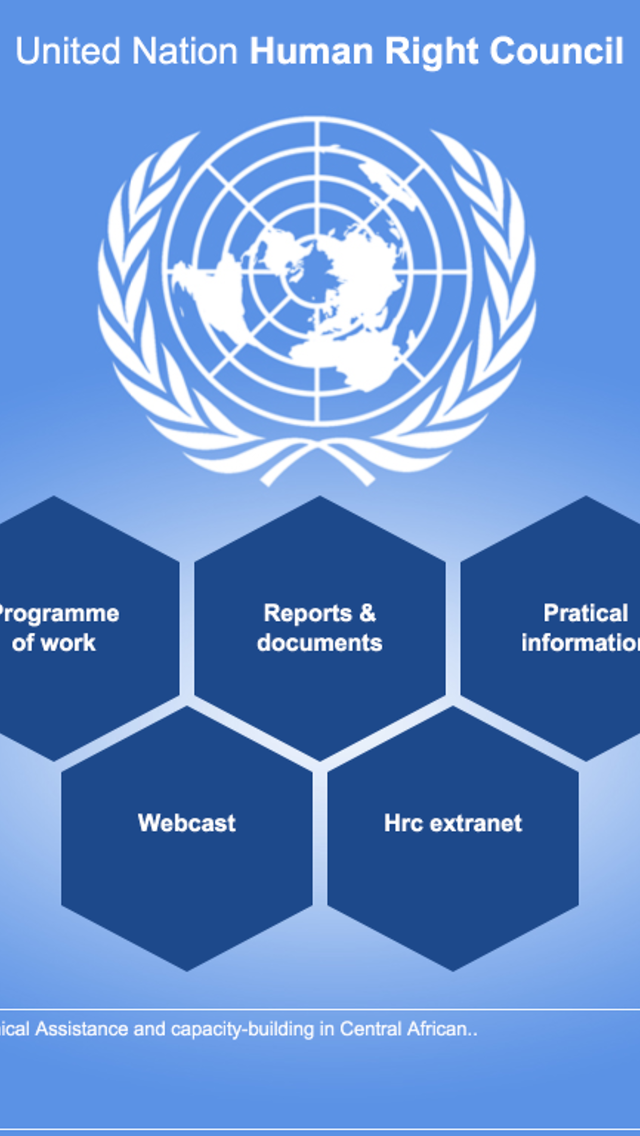 United Nation Human Right Council
Programme
of work
Reports &
documents
Pratical
information
Webcast
Hrc extranet
ical Assistance and capacity-building in Central African..